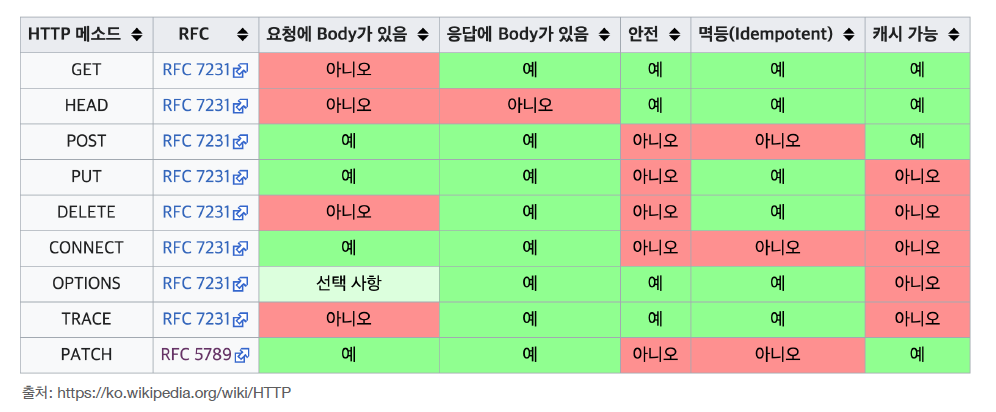 HTTP 메소드 RFC 요청에 Body가 있음 응답에 Body가 있음 안전 멱등(Idempotent) 캐시 가능
GET RFC 7231 아니오 예 예 예 예
HEAD RFC 7231 아니오 아니오 예 예 예
POST RFC 7231 예 예 아니오 아니오 예
PUT RFC 7231 예 예 아니오 예 아니오
DELETE RFC 7231 아니오 예 아니오 예 아니오
CONNECT RFC 7231 예 예 아니오 아니오 아니오
OPTIONS RFC 7231 선택 사항 예 예 예 아니오
TRACE RFC 7231 아니오 예 예 예 아니오
PATCH RFC 5789 예 예 아니오 아니오 예
출처: https://ko.wikipedia.org/wiki/HTTP